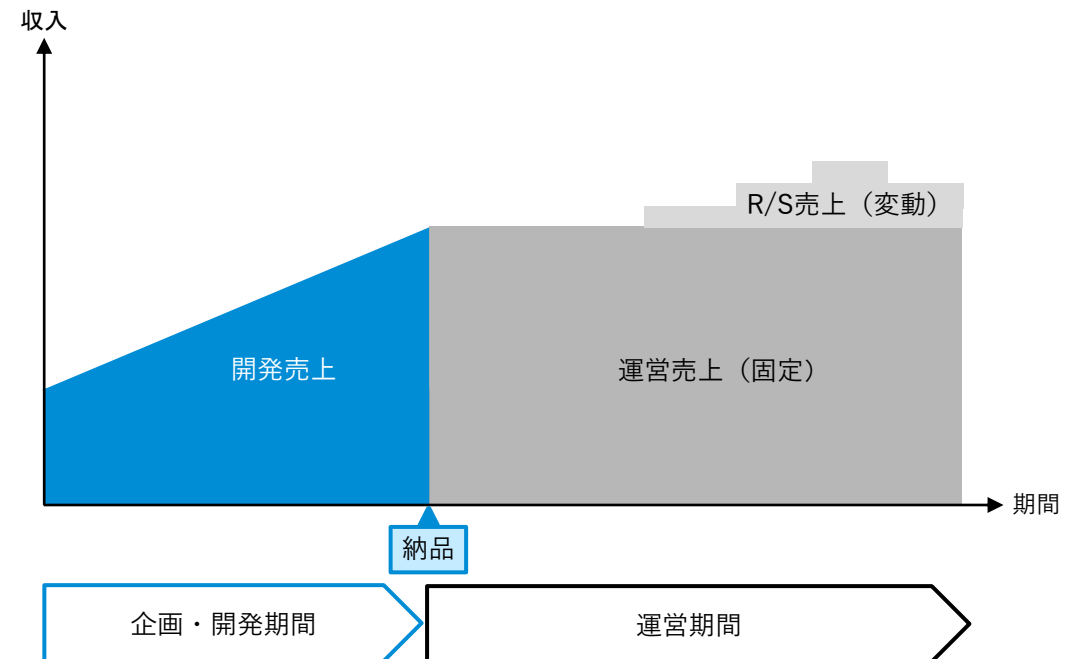 収入
R/S売上（変動）
開発売上
運営売上（固定）
期間
納品
企画・開発期間
運営期間